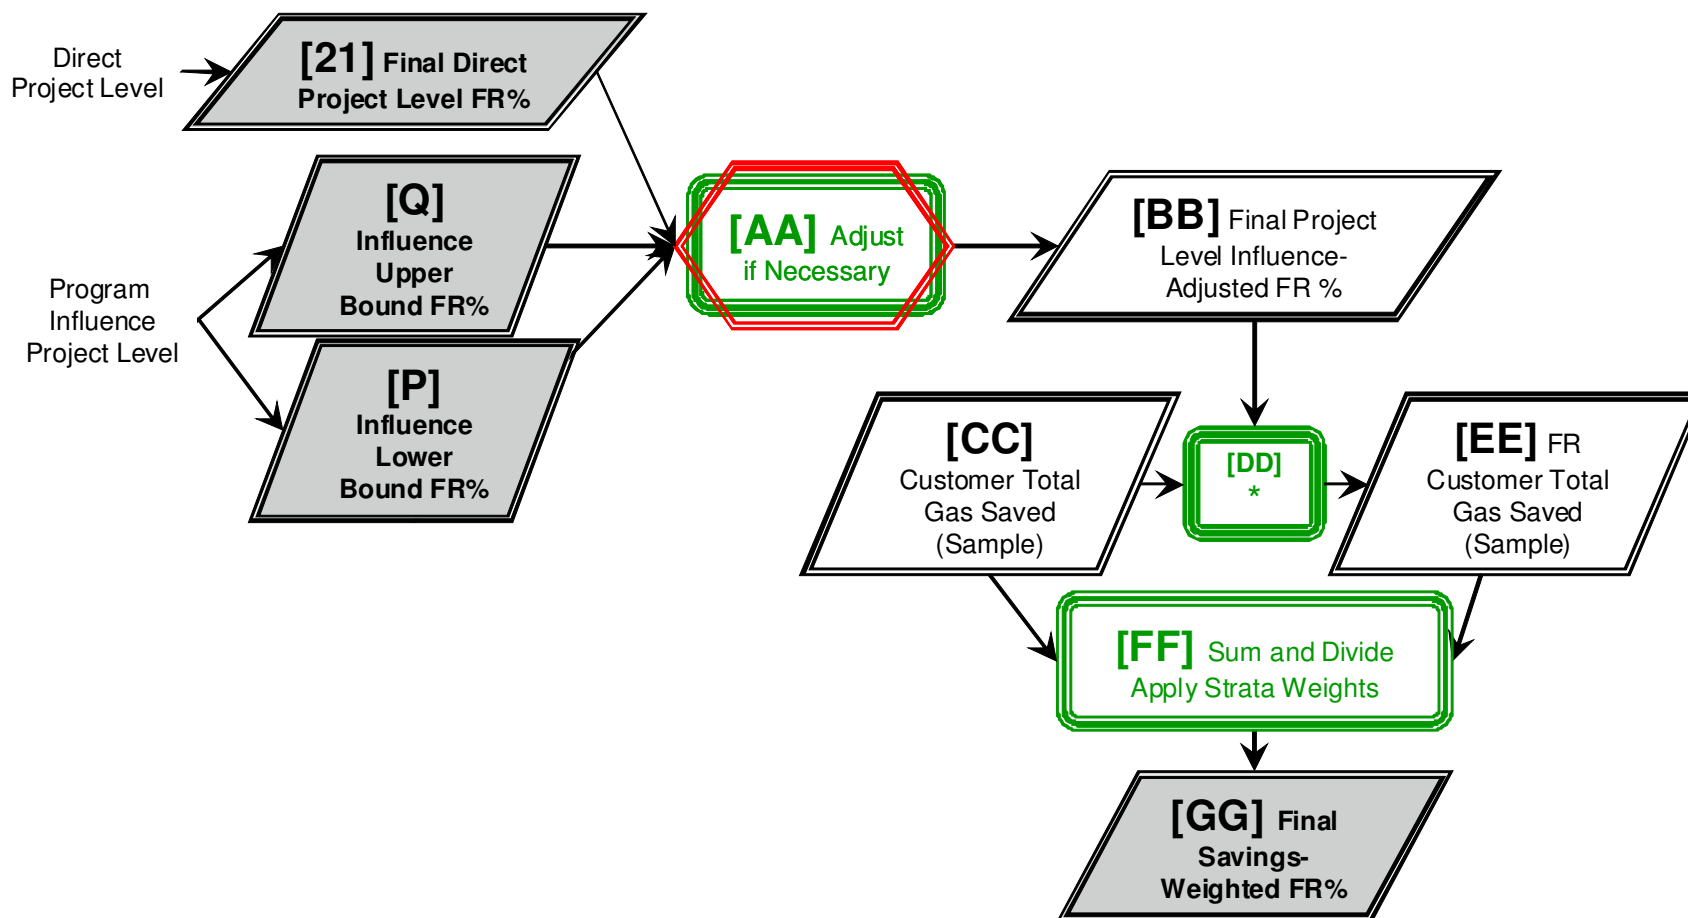 Direct
Project Level
[21] Final Direct
Project Level FR%
[Q]
Influence
Upper
Bound FR%
Program
Influence
Project Level
[P]
Influence
Lower
Bound FR%
[AA] Adjust
if Necessary
[BB] Final Project
Level Influence-
Adjusted FR %
[CC]
Customer Total
Gas Saved
(Sample)
[DD]
*
[EE] FR
Customer Total
Gas Saved
(Sample)
[FF] Sum and Divide
Apply Strata Weights
[GG] Final
Savings-
Weighted FR%